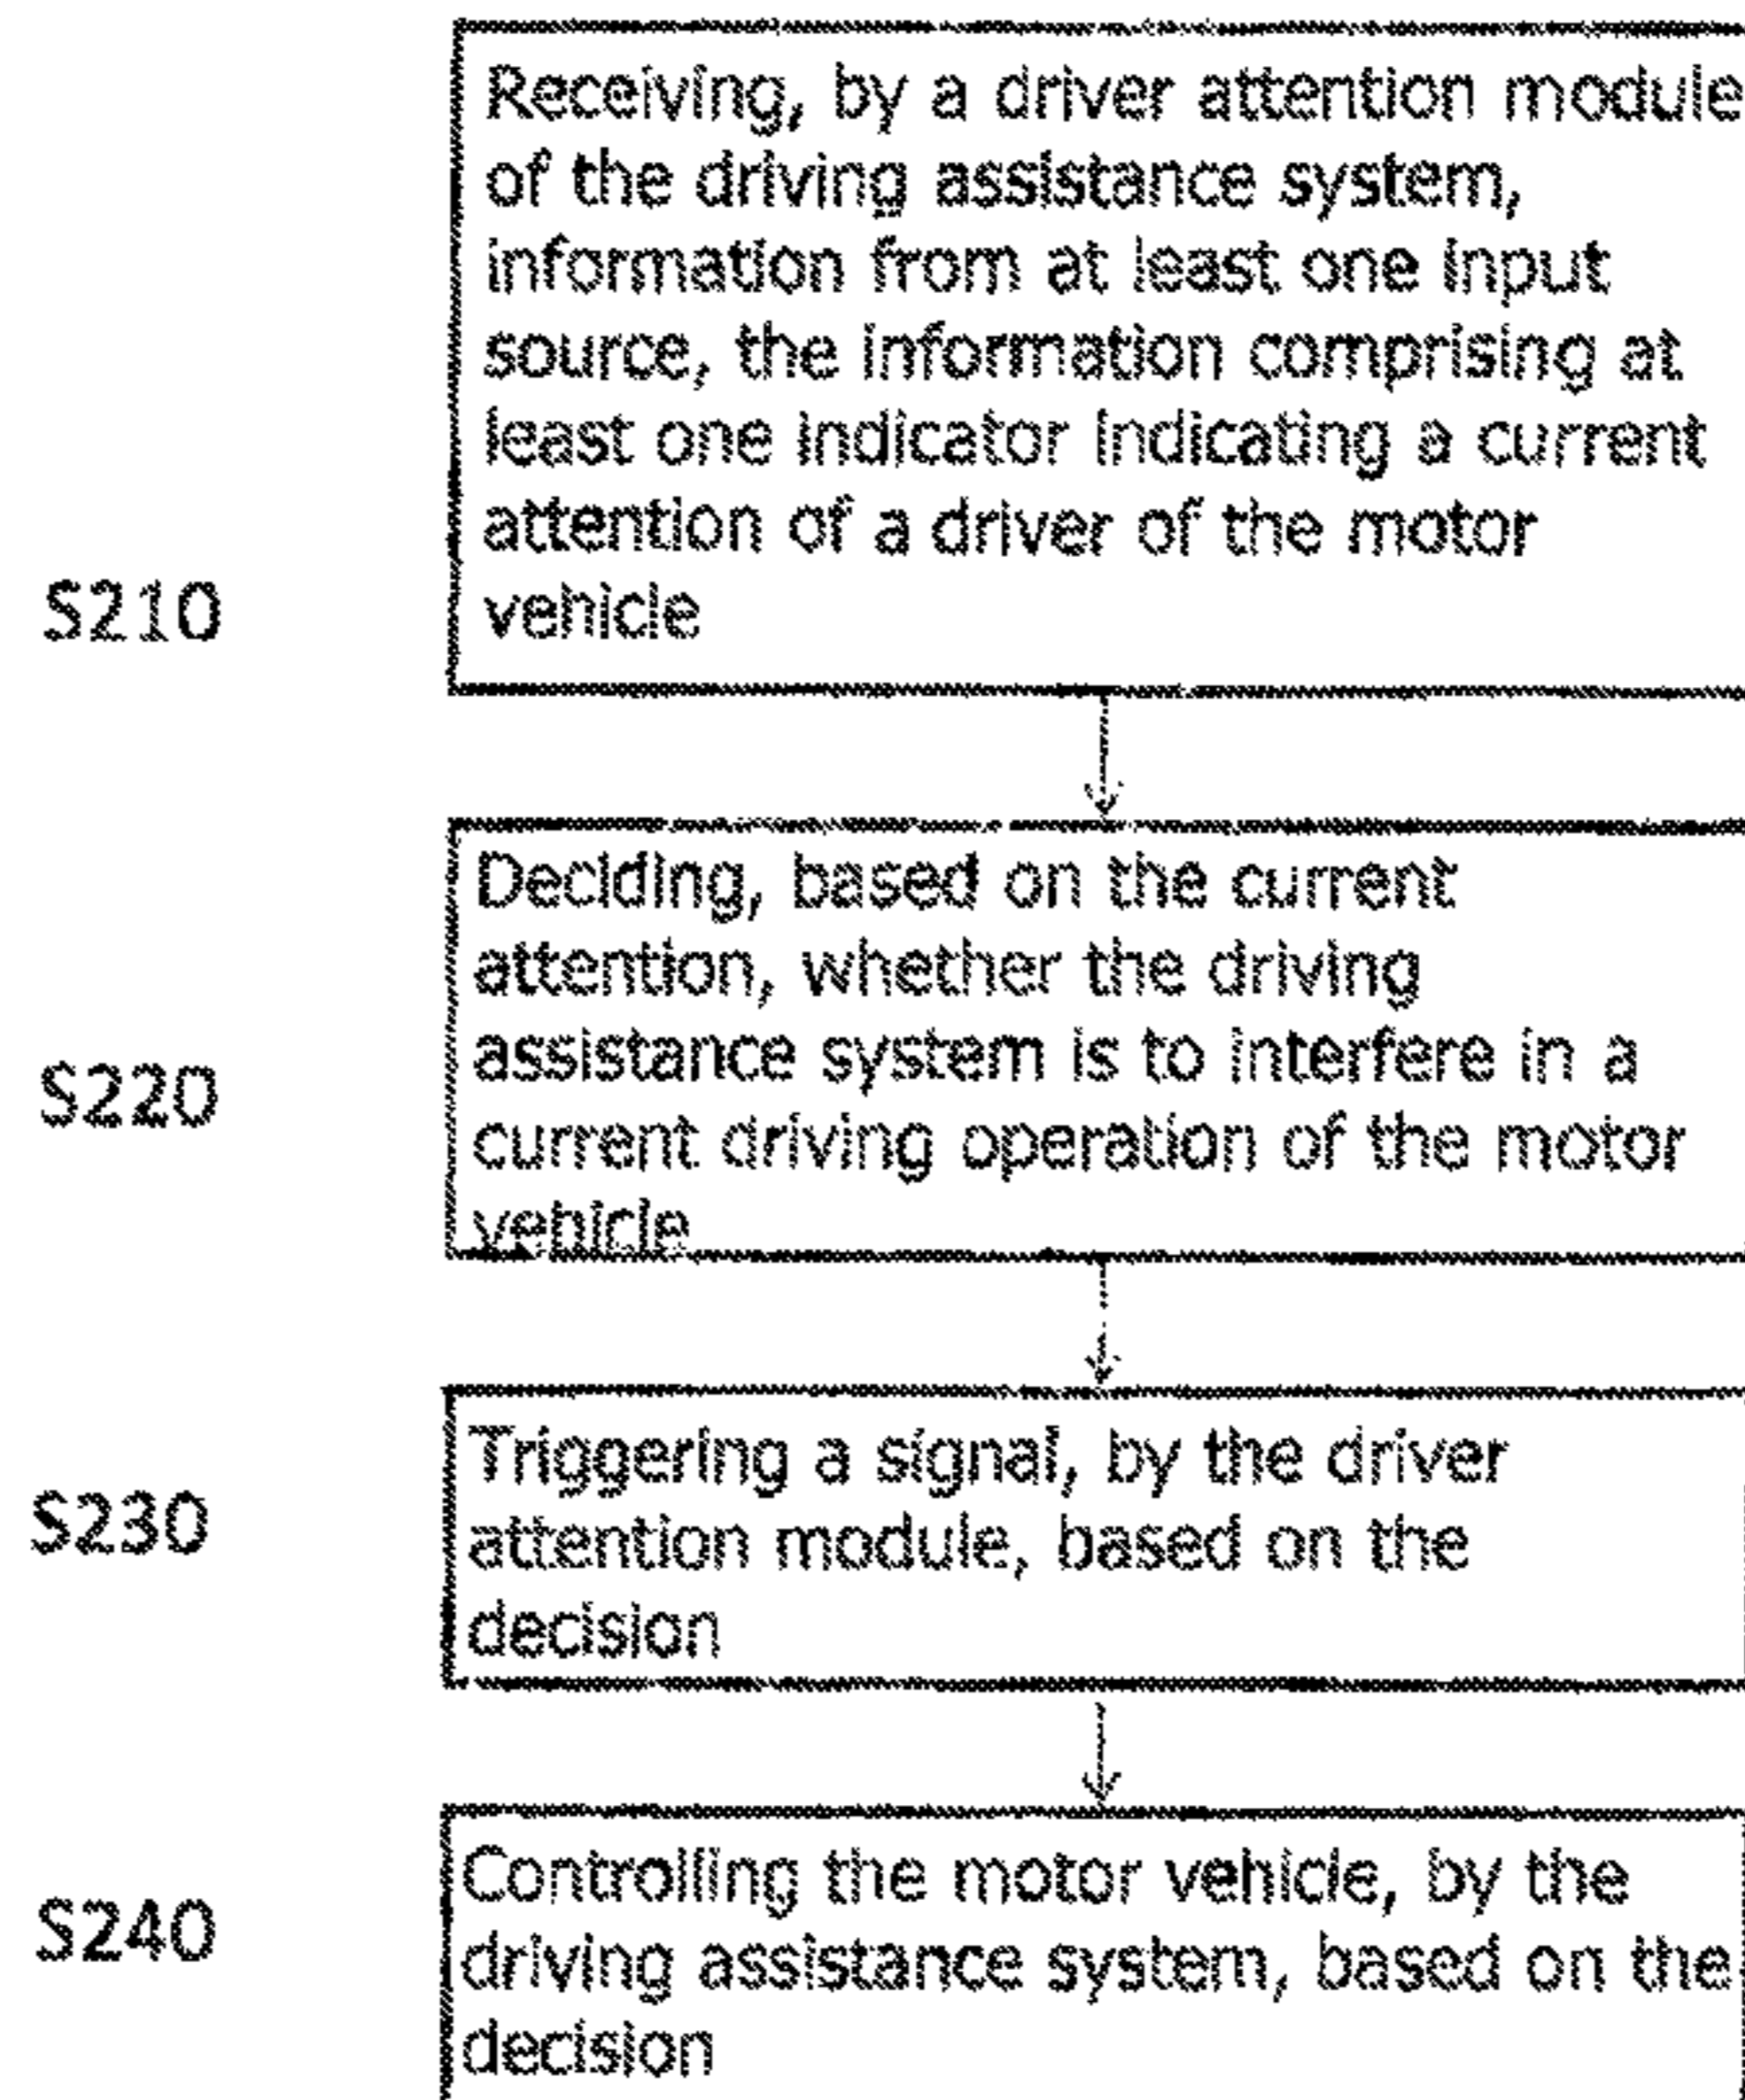 Receiving, by a driver attention module
of the driving assistance system,
information from at least one input
source, the information comprising at
least one indicator indicating a current
attention of a driver of the motor
vehicle
S210
Deciding, based on the current
attention, whether the driving
assistance system is to interfere in a
current driving operation of the motor
vehicle
S220
Triggering a signal, by the driver
attention module, based on the
decision
S230
Controlling the motor vehicle, by the
driving assistance system, based on the
decision
S240